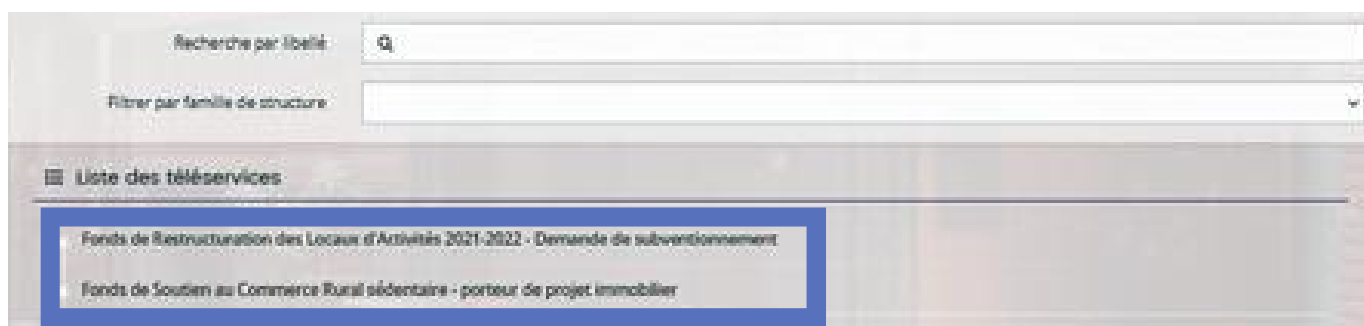 Recherche par libellé
Filtrer par famille de structure
Liste des téléservices
Fonds de Restructuration des Locaux d'Activités 2021-2022 - Demande de subventionnement
Fonds de Soutien au Commerce Rural sédentaire - porteur de projet immobilier